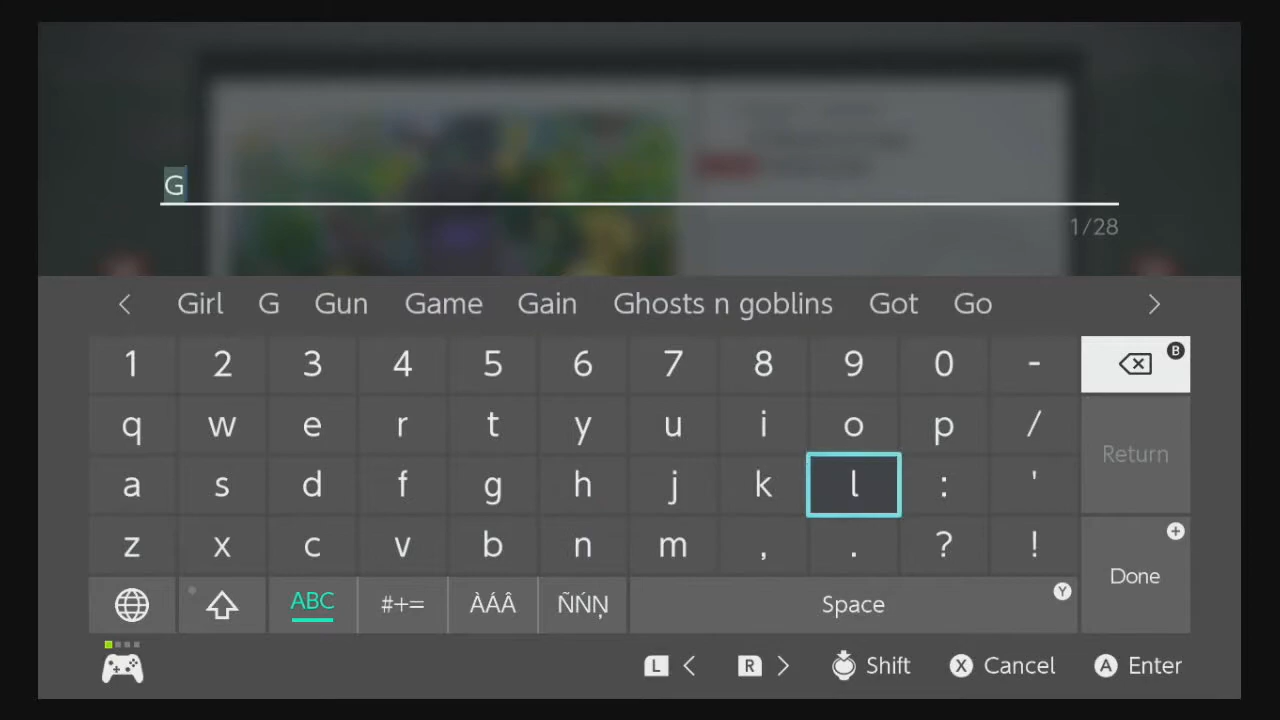 G
1/28
< Girl G Gun Game Gain Ghosts n goblins Got Go >
1 2 3 4 5 6 7 8 9 0 - B
q w e r t y u i o p / Return
a s d f g h j k l : '
z x c v b n m , . ? ! + Done
ABC #+= ÀÁÂ ÑŃŅ Space Y
L < R > Shift X Cancel A Enter